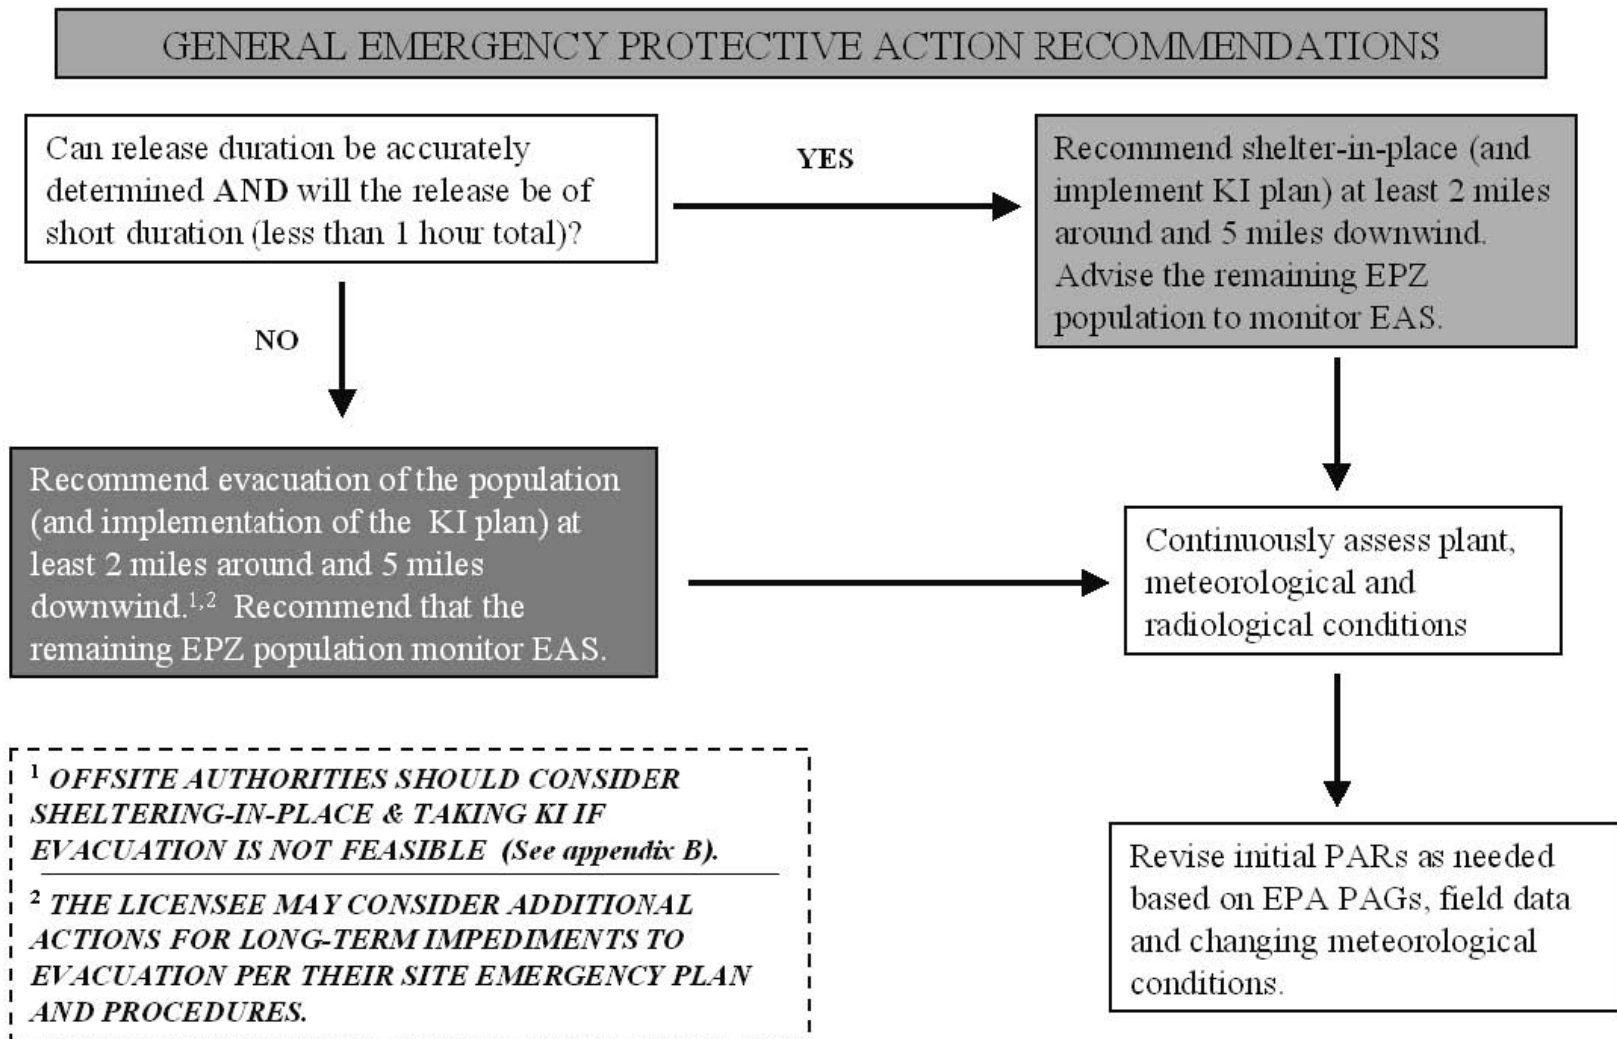 GENERAL EMERGENCY PROTECTIVE ACTION RECOMMENDATIONS
Can release duration be accurately
determined AND will the release be of
short duration (less than 1 hour total)?
YES
Recommend shelter-in-place (and
implement KI plan) at least 2 miles
around and 5 miles downwind.
Advise the remaining EPZ
population to monitor EAS.
NO
Recommend evacuation of the population
(and implementation of the KI plan) at
least 2 miles around and 5 miles
downwind.1,2 Recommend that the
remaining EPZ population monitor EAS.
Continuously assess plant,
meteorological and
radiological conditions
1 OFFSITE AUTHORITIES SHOULD CONSIDER
SHELTERING-IN-PLACE & TAKING KI IF
EVACUATION IS NOT FEASIBLE (See appendix B).
2 THE LICENSEE MAY CONSIDER ADDITIONAL
ACTIONS FOR LONG-TERM IMPEDIMENTS TO
EVACUATION PER THEIR SITE EMERGENCY PLAN
AND PROCEDURES.
Revise initial PARs as needed
based on EPA PAGs, field data
and changing meteorological
conditions.